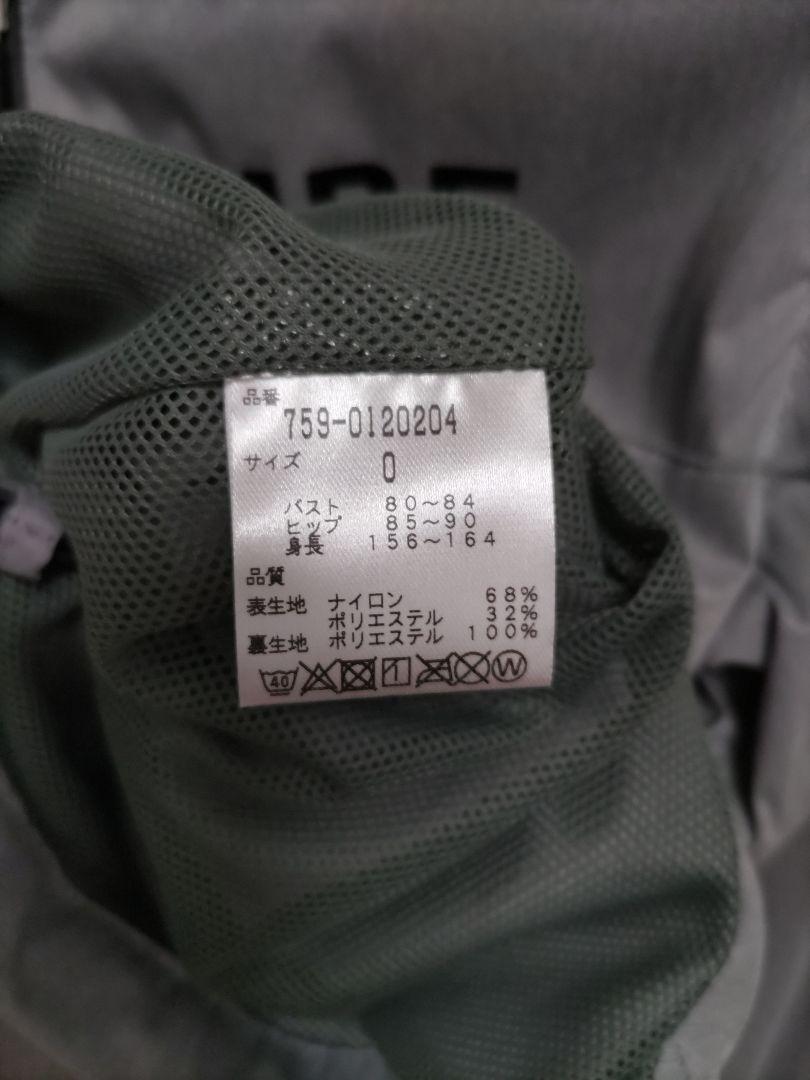 品番
759-0120204
サイズ 0
バスト 80～84
ヒップ 85～90
身長 156～164
品質
表生地 ナイロン 68%
ポリエステル 32%
裏生地 ポリエステル 100%
40 1 W